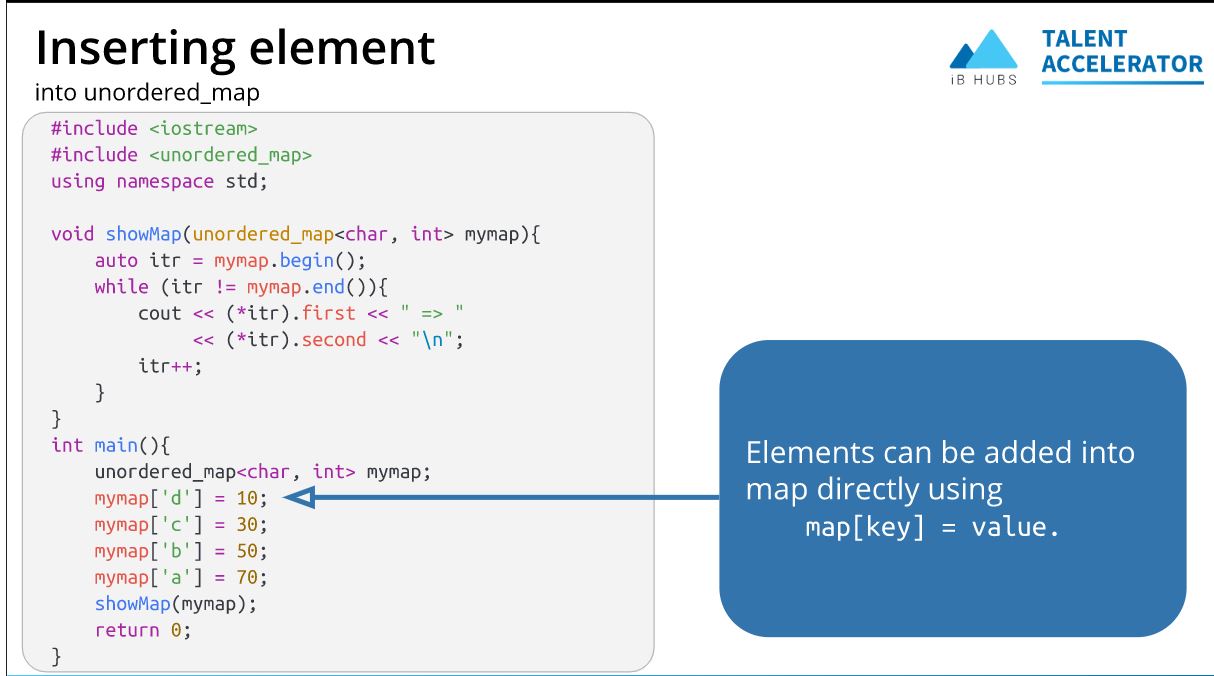 Inserting element
into unordered_map
iB HUBS
TALENT
ACCELERATOR
#include <iostream>
#include <unordered_map>
using namespace std;

void showMap(unordered_map<char, int> mymap){
    auto itr = mymap.begin();
    while (itr != mymap.end()){
        cout << (*itr).first << " => "
             << (*itr).second << "\n";
        itr++;
    }
}
int main(){
    unordered_map<char, int> mymap;
    mymap['d'] = 10;
    mymap['c'] = 30;
    mymap['b'] = 50;
    mymap['a'] = 70;
    showMap(mymap);
    return 0;
}
Elements can be added into
map directly using
map[key] = value.